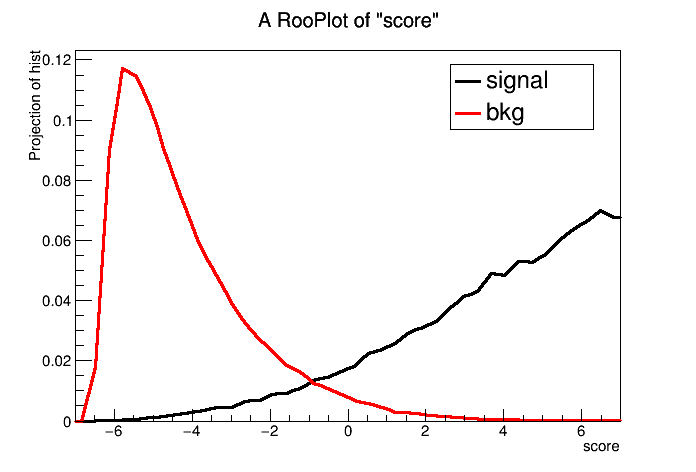 A RooPlot of "score"
Projection of hist
0.12
0.1
0.08
0.06
0.04
0.02
0
signal
bkg
−6 −4 −2 0 2 4 6
score